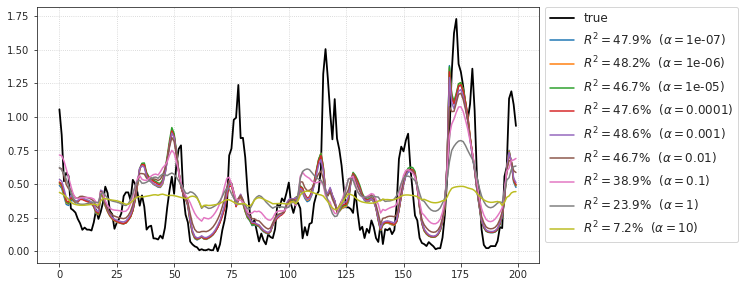 1.75
1.50
1.25
1.00
0.75
0.50
0.25
0.00
0 25 50 75 100 125 150 175 200
true
R² = 47.9% (α = 1e-07)
R² = 48.2% (α = 1e-06)
R² = 46.7% (α = 1e-05)
R² = 47.6% (α = 0.0001)
R² = 48.6% (α = 0.001)
R² = 46.7% (α = 0.01)
R² = 38.9% (α = 0.1)
R² = 23.9% (α = 1)
R² = 7.2% (α = 10)